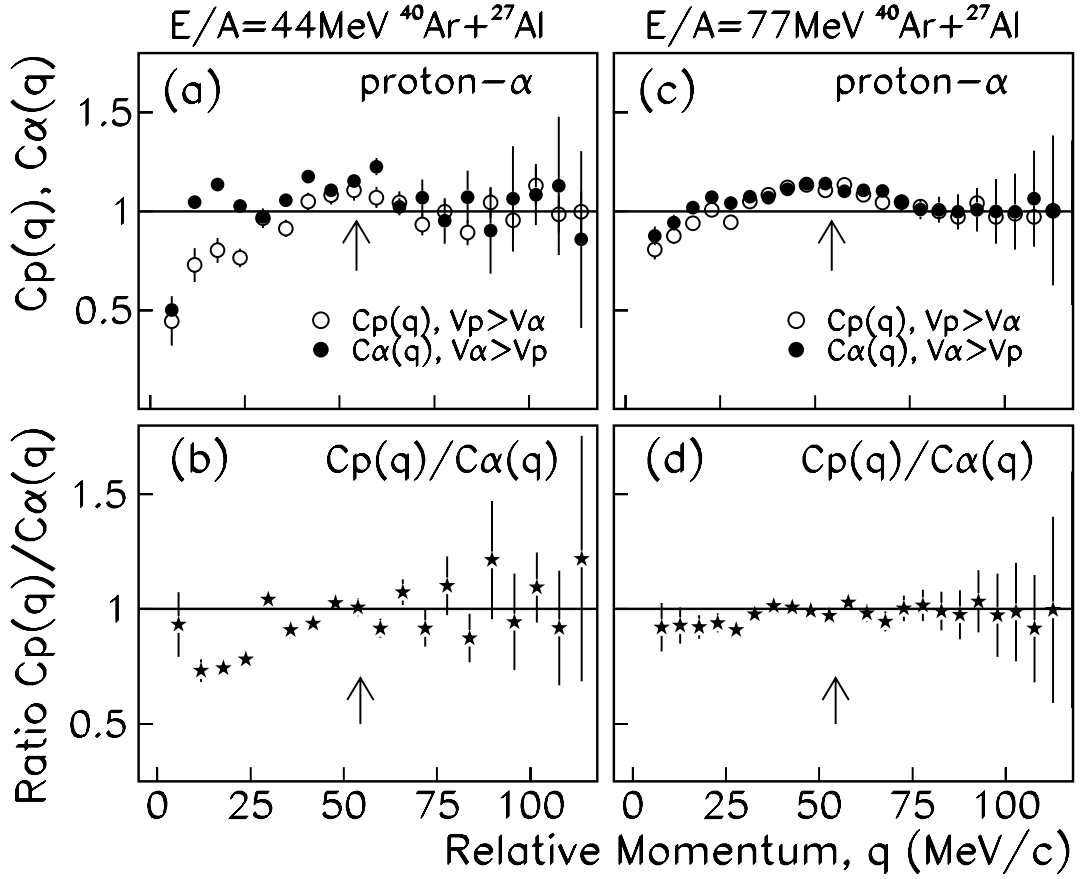 E/A=44MeV ⁴⁰Ar+²⁷Al
E/A=77MeV ⁴⁰Ar+²⁷Al
Cp(q), Cα(q)
1.5
1
0.5
(a)
proton-α
Cp(q), Vp>Vα
Cα(q), Vα>Vp
(c)
proton-α
Cp(q), Vp>Vα
Cα(q), Vα>Vp
Ratio Cp(q)/Cα(q)
1.5
1
0.5
(b)
Cp(q)/Cα(q)
(d)
Cp(q)/Cα(q)
0 25 50 75 100
0 25 50 75 100
Relative Momentum, q (MeV/c)